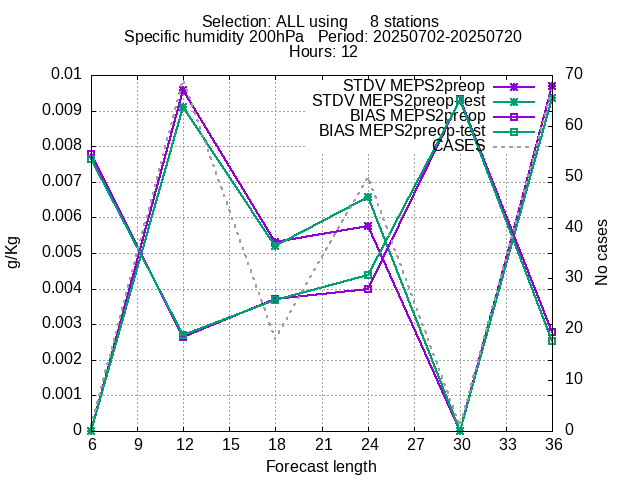 Selection: ALL using 8 stations
Specific humidity 200hPa Period: 20250702-20250720
Hours: 12
0.01
0.009
0.008
0.007
0.006
0.005
0.004
0.003
0.002
0.001
0
g/Kg
STDV MEPS2preop
STDV MEPS2preop-test
BIAS MEPS2preop
BIAS MEPS2preop-test
CASES
70
60
50
40
30
20
10
0
No cases
6 9 12 15 18 21 24 27 30 33 36
Forecast length